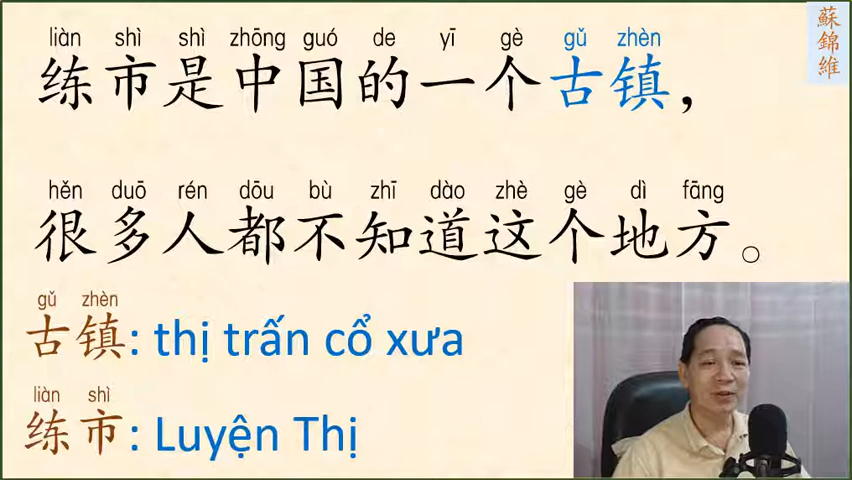 liàn shì shì zhōng guó de yī gè gǔ zhèn
练市是中国的一个古镇，
hěn duō rén dōu bù zhī dào zhè gè dì fāng
很多人都不知道这个地方。
gǔ zhèn
古镇: thị trấn cổ xưa
liàn shì
练市: Luyện Thị
蘇錦維